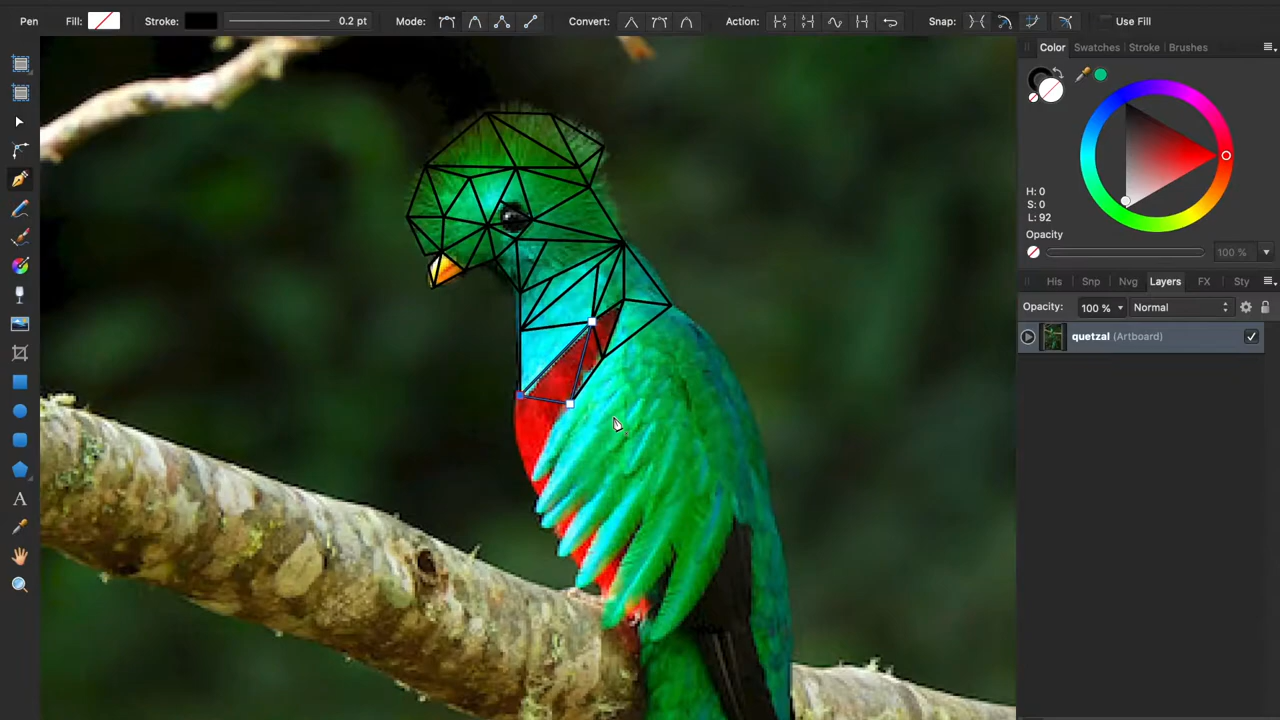 Pen Fill: Stroke: 0.2 pt Mode: Convert: Action: Snap: Use Fill
Color Swatches Stroke Brushes
H: 0
S: 0
L: 92
Opacity
100 %
His Snp Nvg Layers FX Sty
Opacity: 100 % Normal
quetzal (Artboard)
A